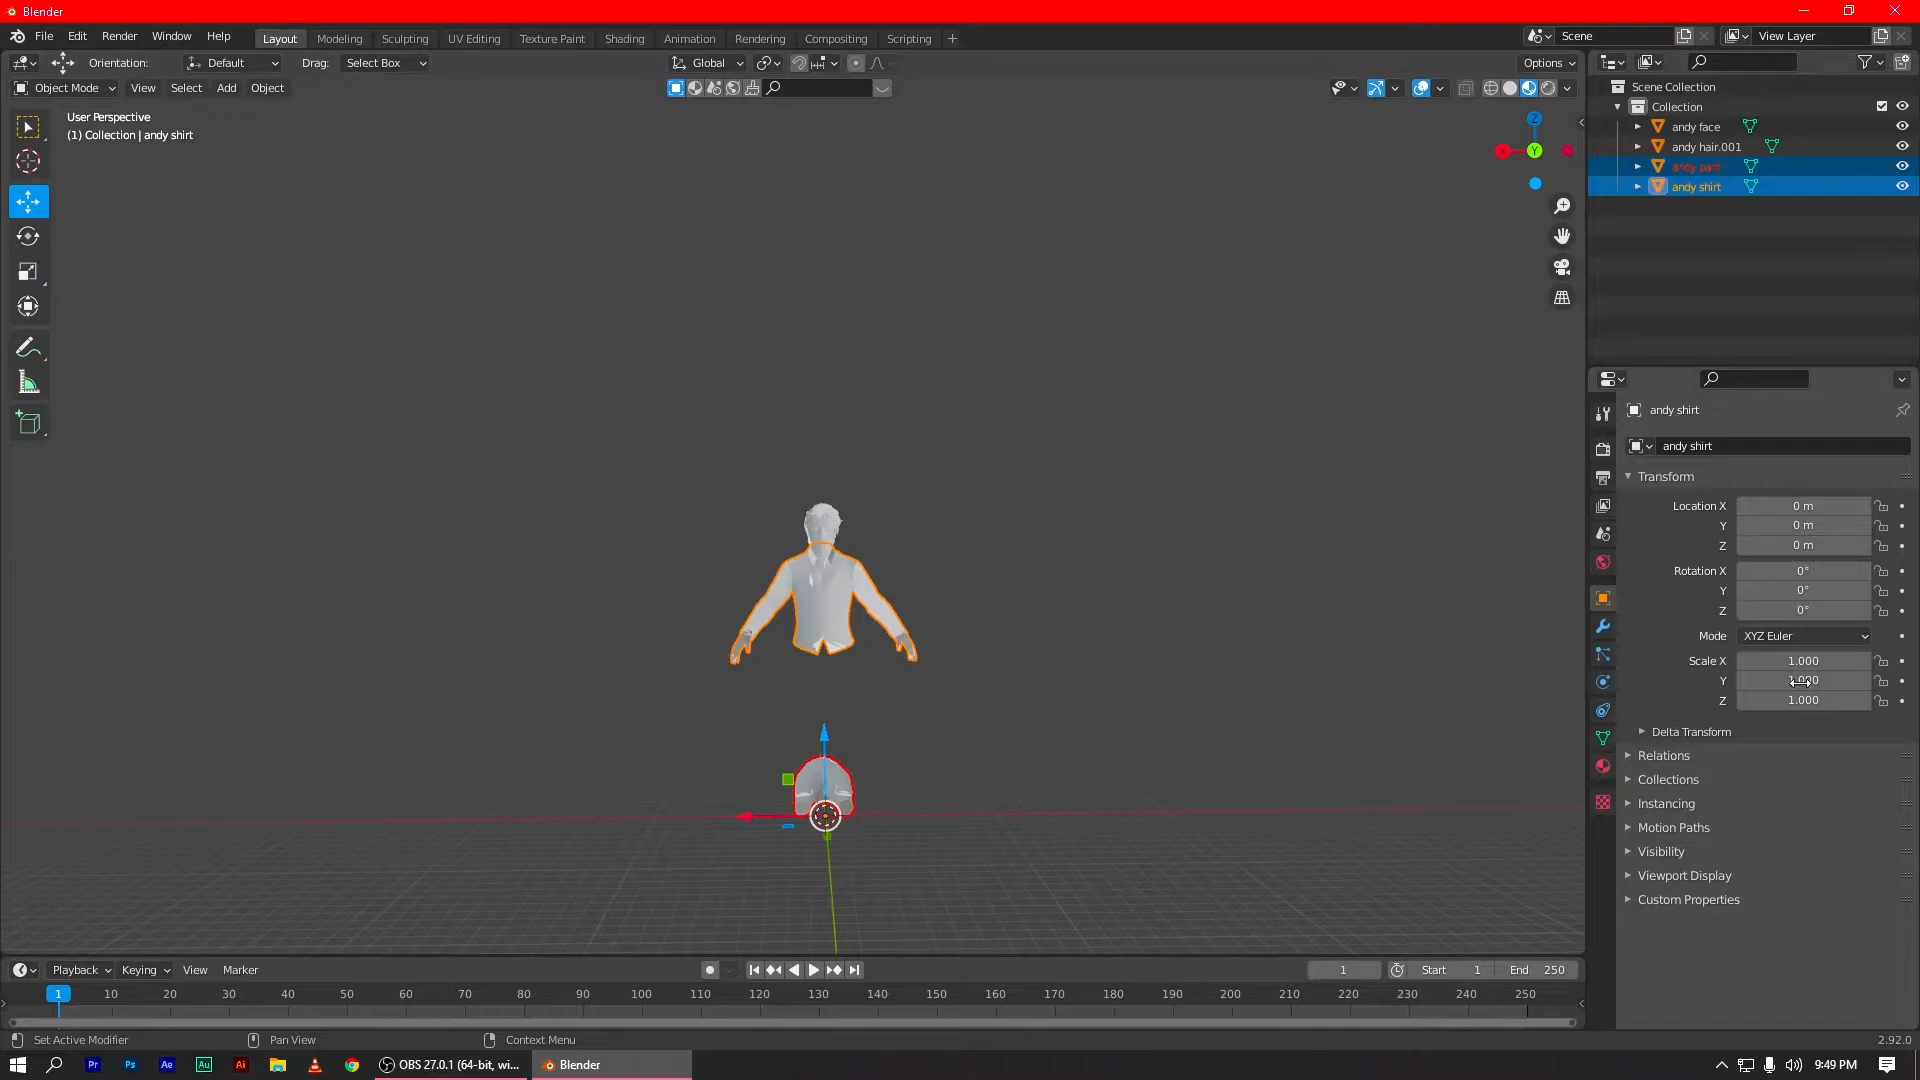 Blender
File Edit Render Window Help
Layout Modeling Sculpting UV Editing Texture Paint Shading Animation Rendering Compositing Scripting
Scene
View Layer
Orientation: Default Drag: Select Box
Global
Options
Object Mode View Select Add Object
User Perspective
(1) Collection | andy shirt
Z
Y
X
Scene Collection
Collection
andy face
andy hair.001
andy shirt
andy shirt
andy shirt
Transform
Location X 0 m
Y 0 m
Z 0 m
Rotation X 0°
Y 0°
Z 0°
Mode XYZ Euler
Scale X 1.000
Y 1.000
Z 1.000
Delta Transform
Relations
Collections
Instancing
Motion Paths
Visibility
Viewport Display
Custom Properties
Playback Keying View Marker
1 Start 1 End 250
1 10 20 30 40 50 60 70 80 90 100 110 120 130 140 150 160 170 180 190 200 210 220 230 240 250
Set Active Modifier Pan View Context Menu
2.92.0
Pr Ps Ae Au Ai OBS 27.0.1 (64-bit, wi... Blender
9:49 PM